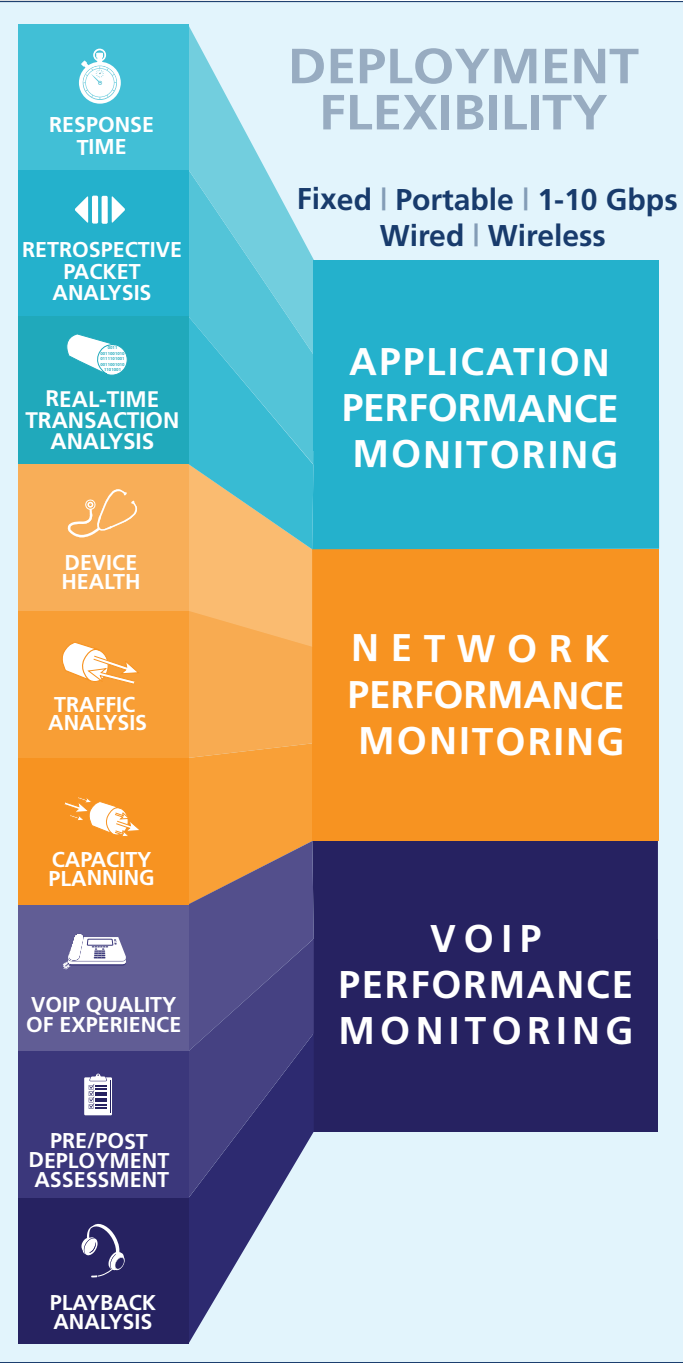 DEPLOYMENT
FLEXIBILITY
Fixed | Portable | 1-10 Gbps
Wired | Wireless
RESPONSE
TIME
RETROSPECTIVE
PACKET
ANALYSIS
REAL-TIME
TRANSACTION
ANALYSIS
APPLICATION
PERFORMANCE
MONITORING
DEVICE
HEALTH
TRAFFIC
ANALYSIS
CAPACITY
PLANNING
NETWORK
PERFORMANCE
MONITORING
VOIP QUALITY
OF EXPERIENCE
PRE/POST
DEPLOYMENT
ASSESSMENT
PLAYBACK
ANALYSIS
VOIP
PERFORMANCE
MONITORING